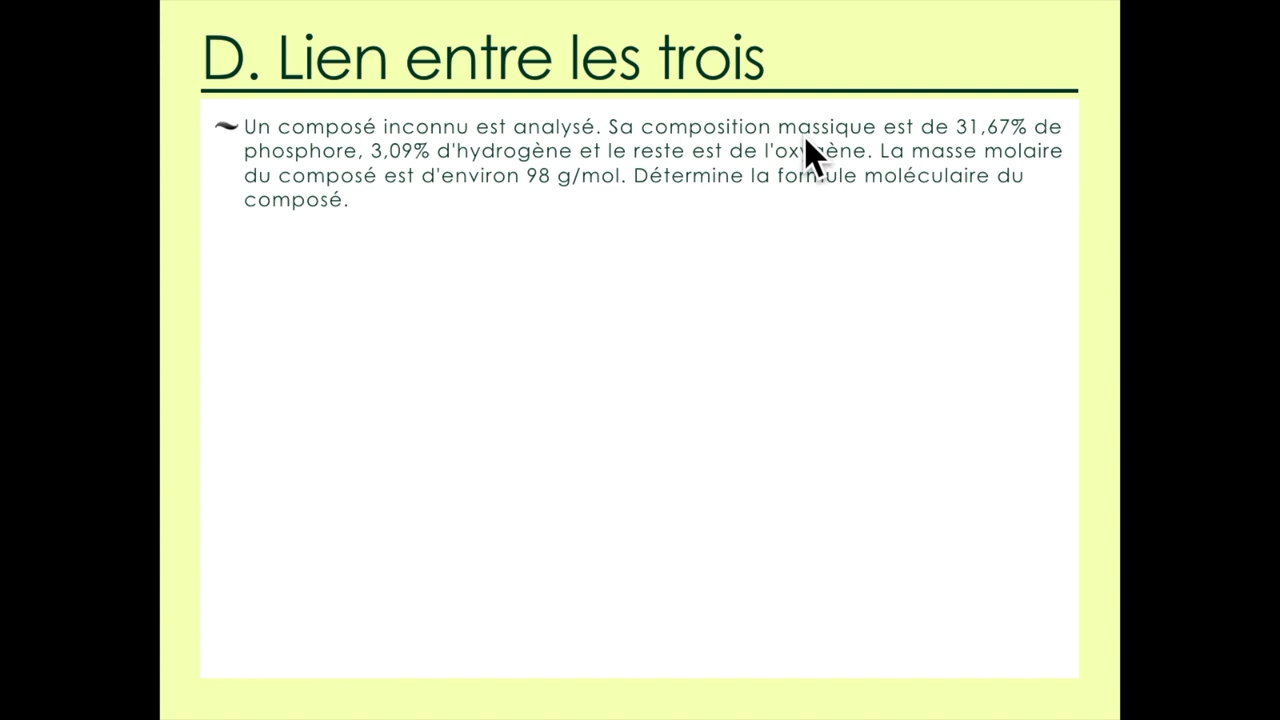 D. Lien entre les trois
Un composé inconnu est analysé. Sa composition massique est de 31,67% de
phosphore, 3,09% d'hydrogène et le reste est de l'oxygène. La masse molaire
du composé est d'environ 98 g/mol. Détermine la formule moléculaire du
composé.